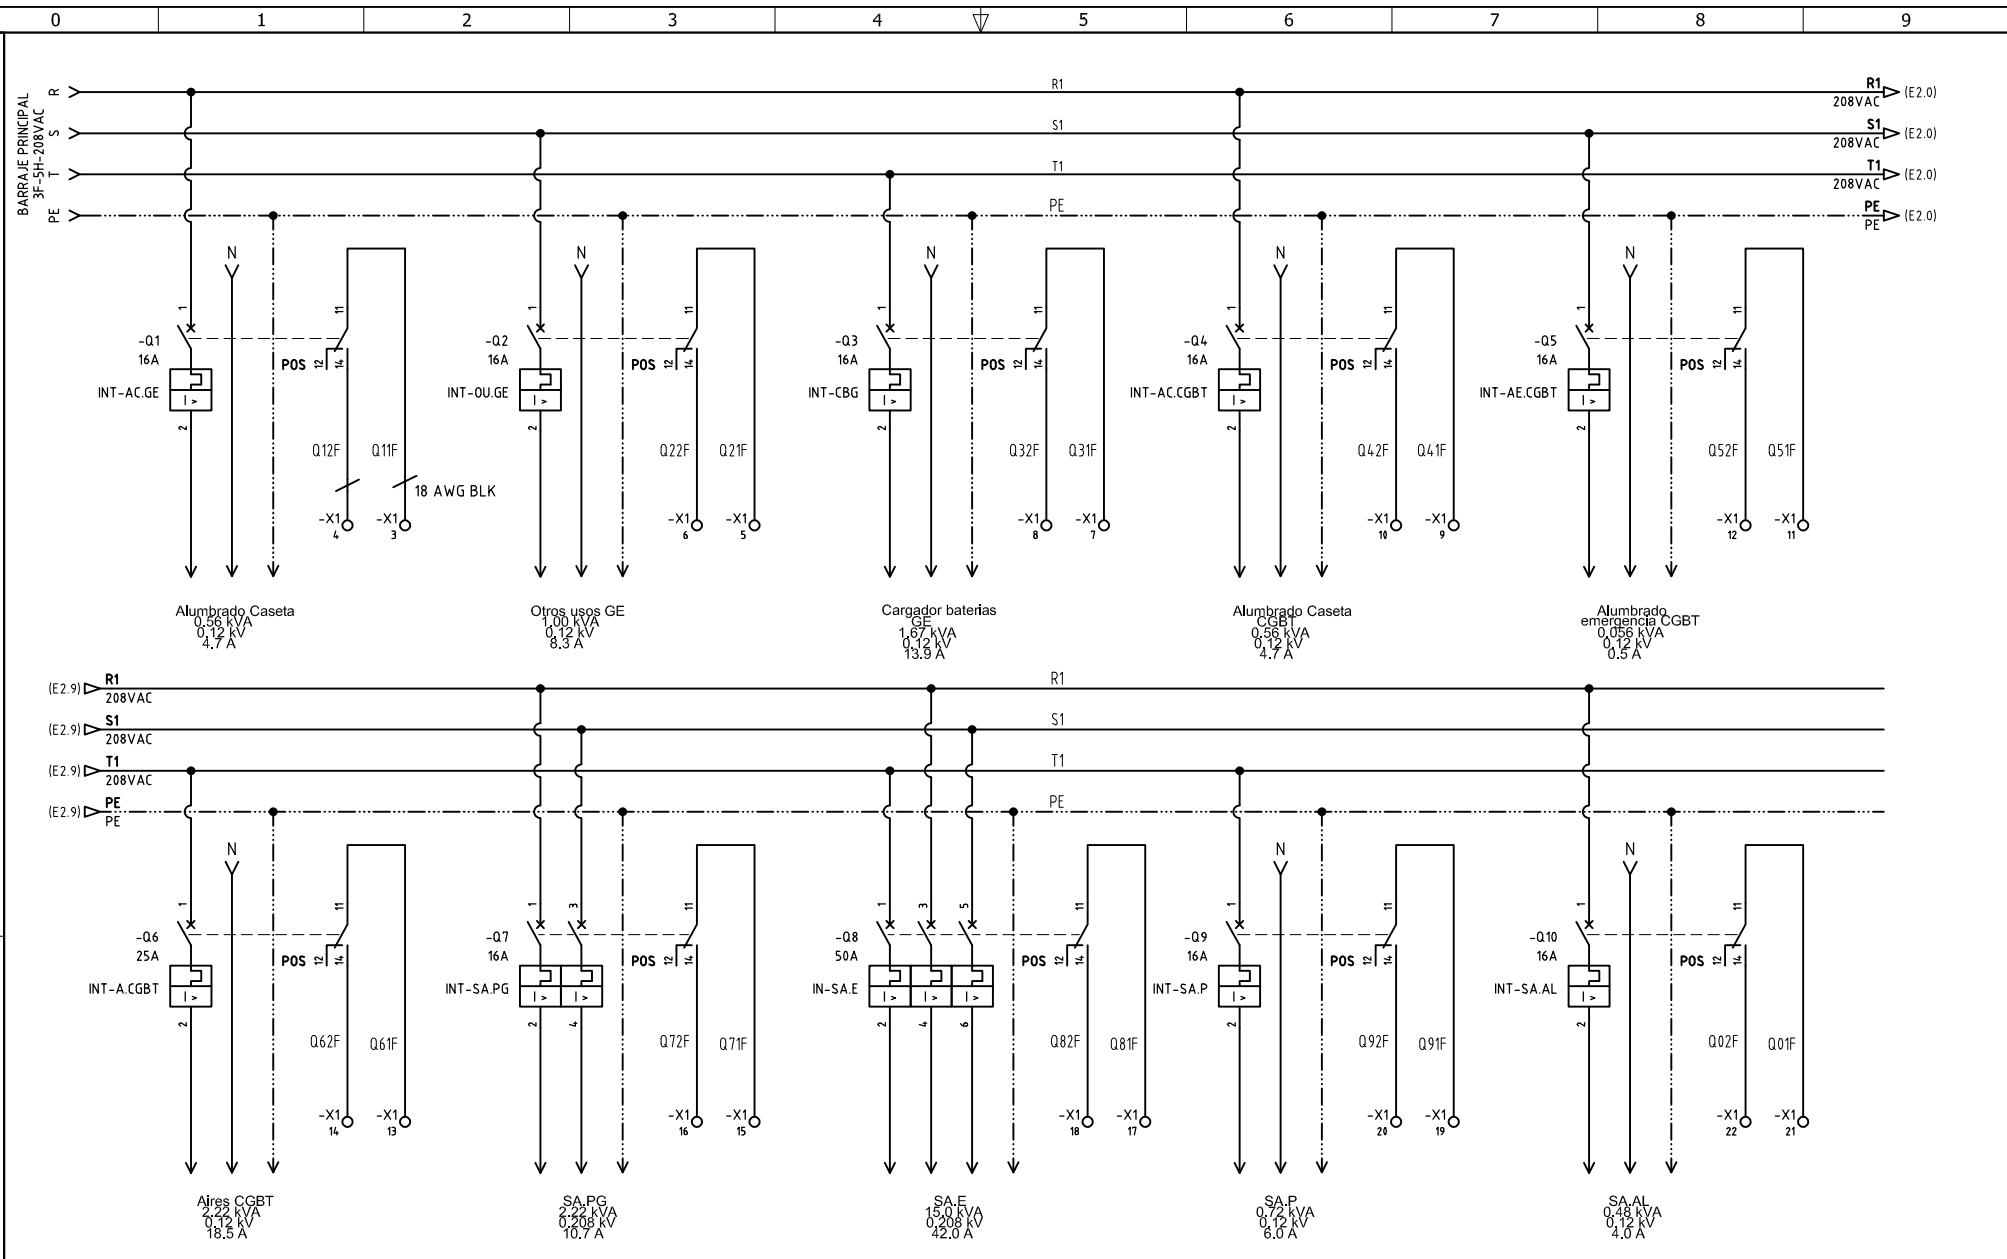 0 1 2 3 4 5 6 7 8 9
BARRAJE PRINCIPAL
3F-5H-208VAC
R R1 R1 (E2.0)
208VAC
S S1 S1 (E2.0)
208VAC
T T1 T1 (E2.0)
208VAC
PE PE PE (E2.0)
PE
N N N N N
1 11 1 11 1 11 1 11 1 11
-Q1 -Q2 -Q3 -Q4 -Q5
16A POS 12 14 16A POS 12 14 16A POS 12 14 16A POS 12 14 16A POS 12 14
INT-AC.GE INT-OU.GE INT-CBG INT-AC.CGBT INT-AE.CGBT
I > I > I > I > I >
2 2 2 2 2
Q12F Q11F Q22F Q21F Q32F Q31F Q42F Q41F Q52F Q51F
18 AWG BLK
-X1 -X1 -X1 -X1 -X1 -X1 -X1 -X1 -X1 -X1
4 3 6 5 8 7 10 9 12 11
Alumbrado Caseta
0.56 kVA
0.12 kV
4.7 A
Otros usos GE
1.00 kVA
0.12 kV
8.3 A
Cargador baterias
GE
1.67 kVA
0.12 kV
13.9 A
Alumbrado Caseta
CGBT
0.56 kVA
0.12 kV
4.7 A
Alumbrado
emergencia CGBT
0.056 kVA
0.12 kV
0.5 A
(E2.9) R1 R1
208VAC
(E2.9) S1 S1
208VAC
(E2.9) T1 T1
208VAC
(E2.9) PE PE
PE
N N N
1 11 1 3 11 1 3 5 11 1 11 1 11
-Q6 -Q7 -Q8 -Q9 -Q10
25A POS 12 14 16A POS 12 14 50A POS 12 14 16A POS 12 14 16A POS 12 14
INT-A.CGBT INT-SA.PG IN-SA.E INT-SA.P INT-SA.AL
I > I > I > I > I > I > I > I >
2 2 4 2 4 6 2 2
Q62F Q61F Q72F Q71F Q82F Q81F Q92F Q91F Q02F Q01F
-X1 -X1 -X1 -X1 -X1 -X1 -X1 -X1 -X1 -X1
14 13 16 15 18 17 20 19 22 21
Aires CGBT
2.22 kVA
0.12 kV
18.5 A
SA.PG
2.22 kVA
0.208 kV
10.7 A
SA.E
15.0 kVA
0.208 kV
42.0 A
SA.P
0.72 kVA
0.12 kV
6.0 A
SA.AL
0.48 kVA
0.12 kV
4.0 A